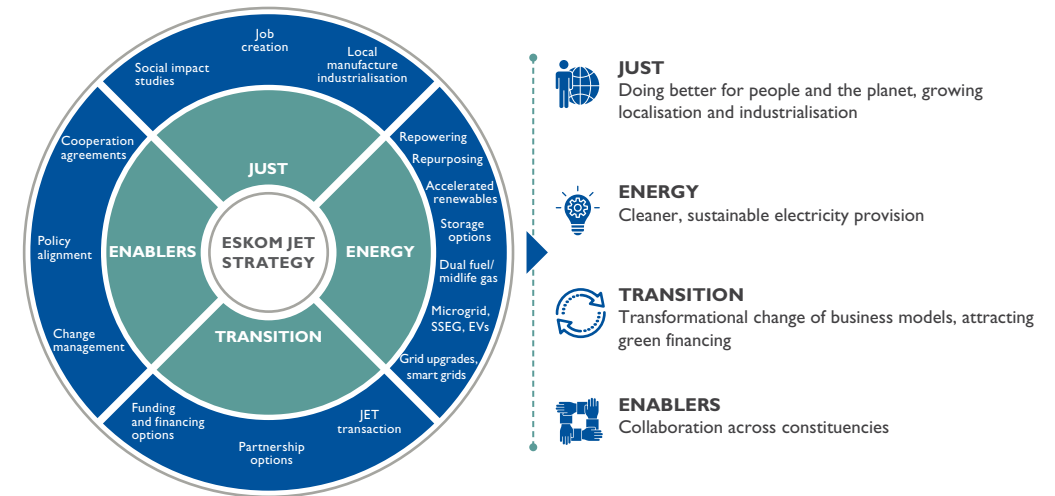 Job
creation
Social impact
studies
Local
manufacture
industrialisation
Cooperation
agreements
Policy
alignment
Change
management
JUST
ENABLERS
ESKOM JET
STRATEGY
ENERGY
TRANSITION
Repowering
Repurposing
Accelerated
renewables
Storage
options
Dual fuel/
midlife gas
Microgrid,
SSEG, EVs
Grid upgrades,
smart grids
Funding
and financing
options
Partnership
options
JET
transaction
JUST
Doing better for people and the planet, growing
localisation and industrialisation
ENERGY
Cleaner, sustainable electricity provision
TRANSITION
Transformational change of business models, attracting
green financing
ENABLERS
Collaboration across constituencies